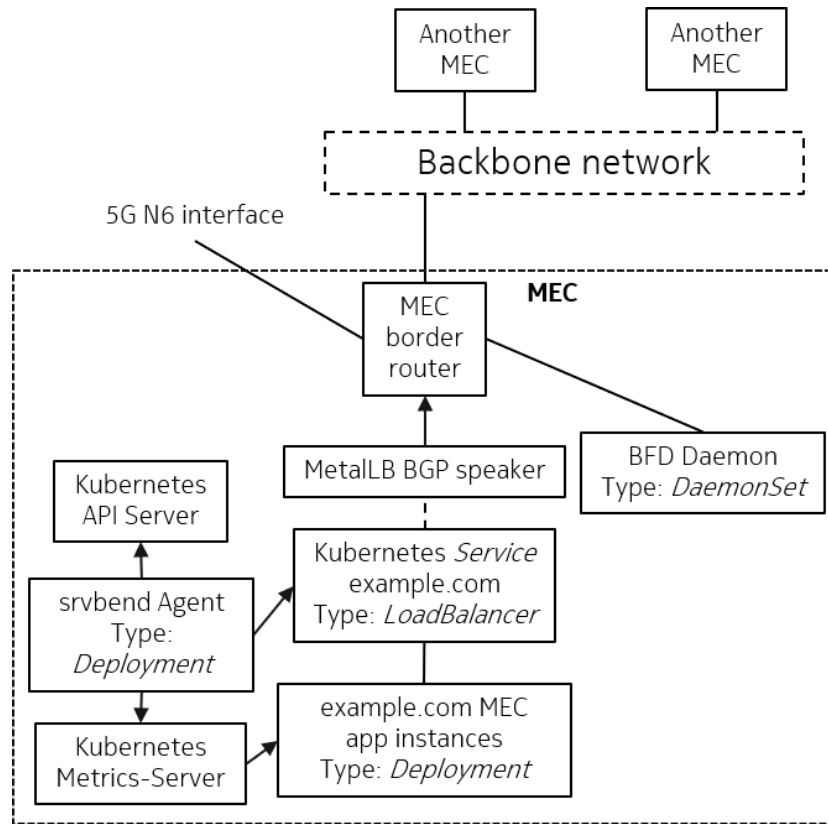 Another
MEC
Another
MEC
Backbone network
5G N6 interface
MEC
MEC
border
router
MetalLB BGP speaker
BFD Daemon
Type: DaemonSet
Kubernetes
API Server
Kubernetes Service
example.com
Type: LoadBalancer
srvbend Agent
Type:
Deployment
example.com MEC
app instances
Type: Deployment
Kubernetes
Metrics-Server